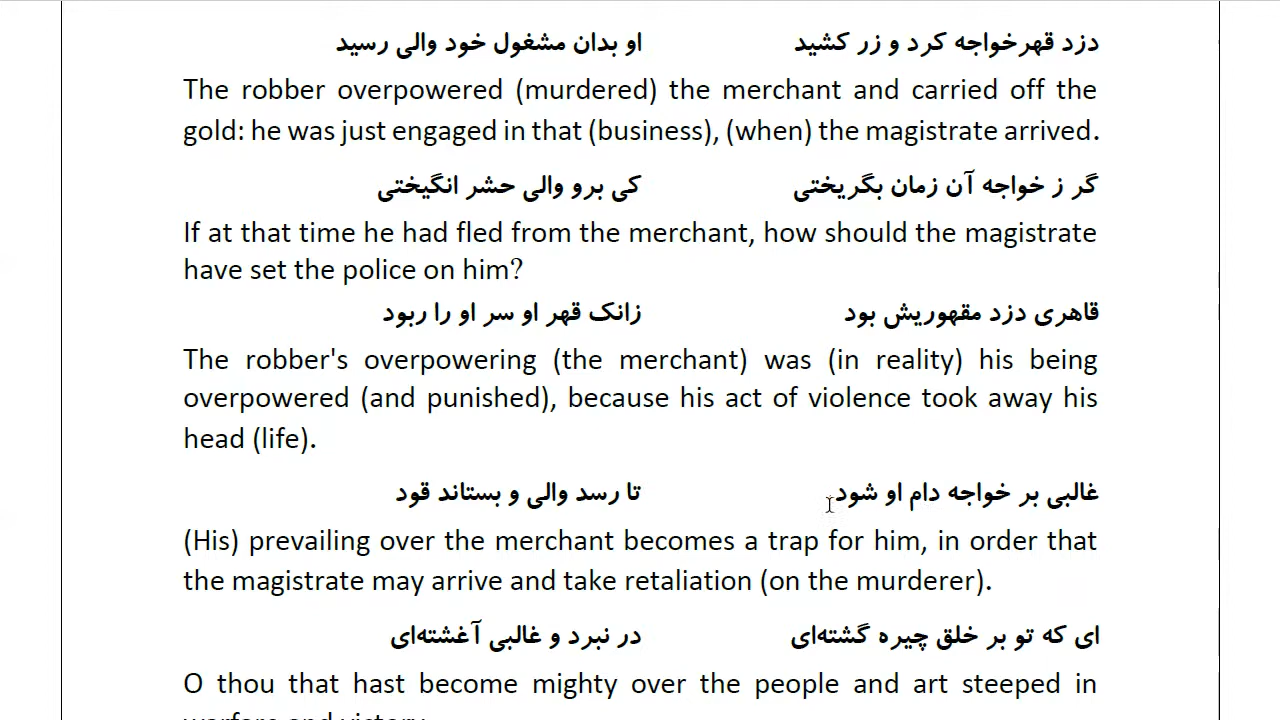 دزد قهرخواجه کرد و زر کشید او بدان مشغول خود والی رسید
The robber overpowered (murdered) the merchant and carried off the
gold: he was just engaged in that (business), (when) the magistrate arrived.
گر ز خواجه آن زمان بگریختی کی برو والی حشر انگیختی
If at that time he had fled from the merchant, how should the magistrate
have set the police on him?
قاهری دزد مقهوریش بود زانک قهر او سر او را ربود
The robber's overpowering (the merchant) was (in reality) his being
overpowered (and punished), because his act of violence took away his
head (life).
غالبی بر خواجه دام او شود تا رسد والی و بستاند قود
(His) prevailing over the merchant becomes a trap for him, in order that
the magistrate may arrive and take retaliation (on the murderer).
ای که تو بر خلق چیره گشته‌ای در نبرد و غالبی آغشته‌ای
O thou that hast become mighty over the people and art steeped in
warfare and victory,